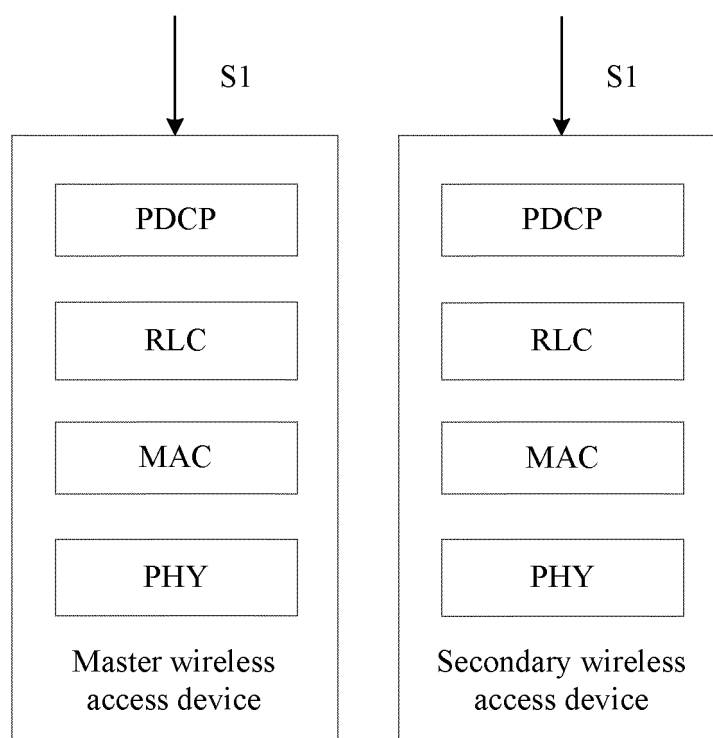 S1
PDCP
RLC
MAC
PHY
Master wireless
access device
S1
PDCP
RLC
MAC
PHY
Secondary wireless
access device